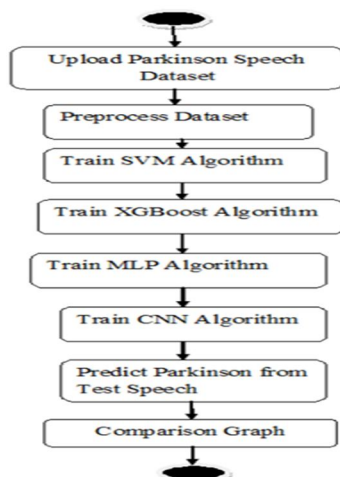 Upload Parkinson Speech
Dataset
Preprocess Dataset
Train SVM Algorithm
Train XGBoost Algorithm
Train MLP Algorithm
Train CNN Algorithm
Predict Parkinson from
Test Speech
Comparison Graph